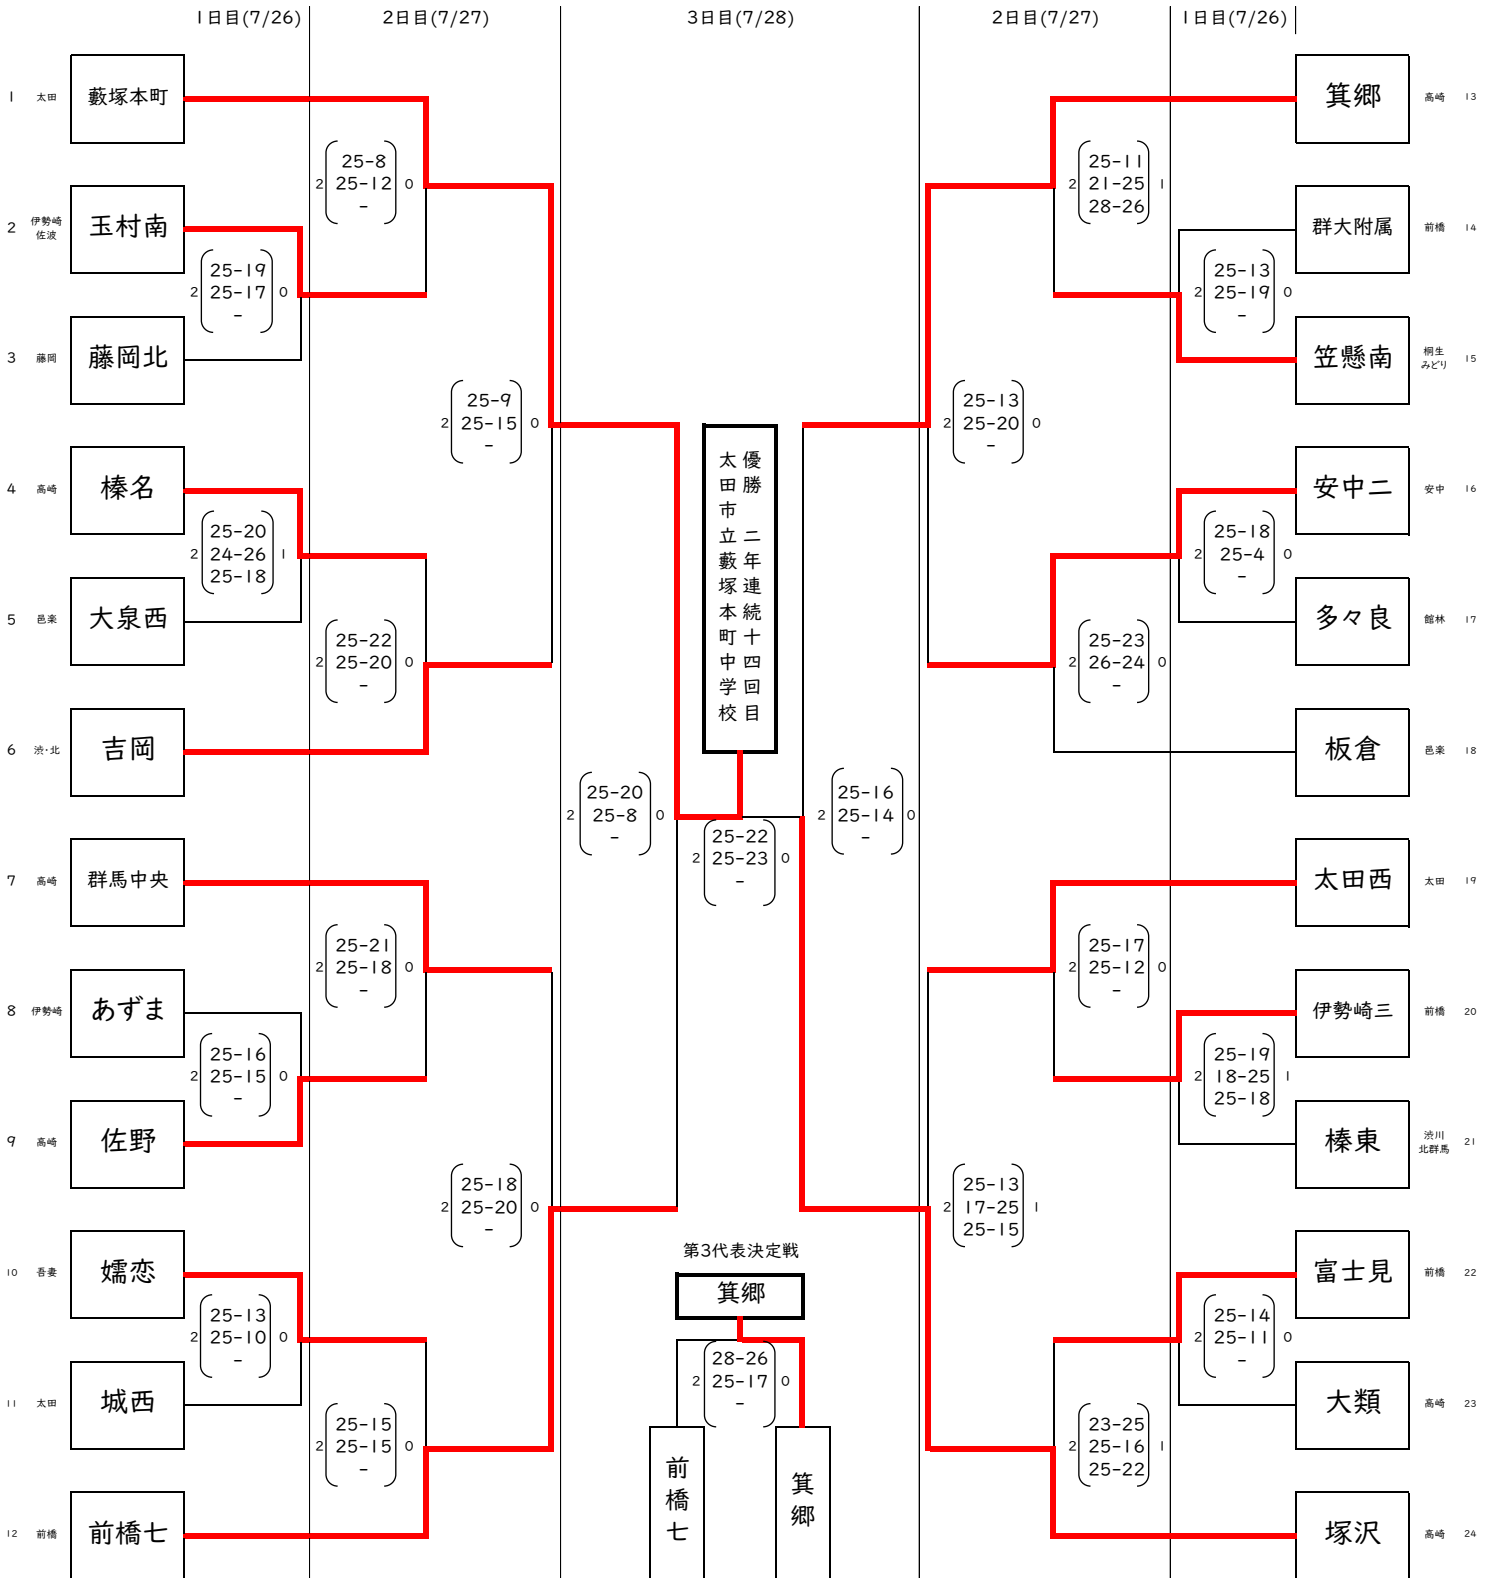 1日目(7/26)
2日目(7/27)
3日目(7/28)
2日目(7/27)
1日目(7/26)
1 太田 藪塚本町
2 伊勢崎
佐波
玉村南
3 藤岡 藤岡北
4 高崎 榛名
5 邑楽 大泉西
6 渋・北 吉岡
7 高崎 群馬中央
8 伊勢崎 あずま
9 高崎 佐野
10 吾妻 嬬恋
11 太田 城西
12 前橋 前橋七
2 25-19 0
25-17
-
2 25-20 1
24-26
25-18
2 25-16 0
25-15
-
2 25-13 0
25-10
-
2 25-8 0
25-12
-
2 25-22 0
25-20
-
2 25-21 0
25-18
-
2 25-15 0
25-15
-
2 25-9 0
25-15
-
2 25-18 0
25-20
-
2 25-20 0
25-8
-
優勝 二年連続十四回目
太田市立藪塚本町中学校
2 25-22 0
25-23
-
第3代表決定戦
箕郷
2 28-26 0
25-17
-
前橋七
箕郷
2 25-16 0
25-14
-
2 25-13 0
25-20
-
2 25-13 1
17-25
25-15
2 25-11 1
21-25
28-26
2 25-23 0
26-24
-
2 25-17 0
25-12
-
2 23-25 1
25-16
25-22
2 25-13 0
25-19
-
2 25-18 0
25-4
-
2 25-19 1
18-25
25-18
2 25-14 0
25-11
-
箕郷 高崎 13
群大附属 前橋 14
笠懸南 桐生
みどり
15
安中二 安中 16
多々良 館林 17
板倉 邑楽 18
太田西 太田 19
伊勢崎三 前橋 20
榛東 渋川
北群馬
21
富士見 前橋 22
大類 高崎 23
塚沢 高崎 24